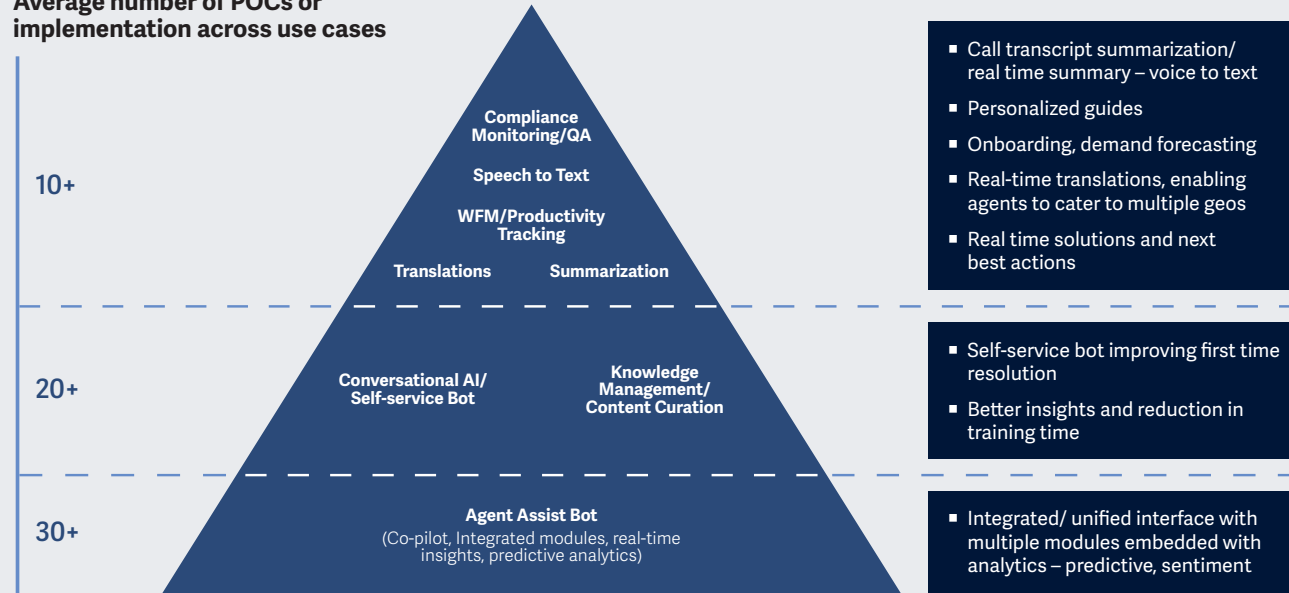 Average number of POCs or
implementation across use cases
10+
Compliance
Monitoring/QA
Speech to Text
WFM/Productivity
Tracking
Translations
Summarization
▪ Call transcript summarization/
real time summary – voice to text
▪ Personalized guides
▪ Onboarding, demand forecasting
▪ Real-time translations, enabling
agents to cater to multiple geos
▪ Real time solutions and next
best actions
20+
Conversational AI/
Self-service Bot
Knowledge
Management/
Content Curation
▪ Self-service bot improving first time
resolution
▪ Better insights and reduction in
training time
30+
Agent Assist Bot
(Co-pilot, Integrated modules, real-time
insights, predictive analytics)
▪ Integrated/ unified interface with
multiple modules embedded with
analytics – predictive, sentiment